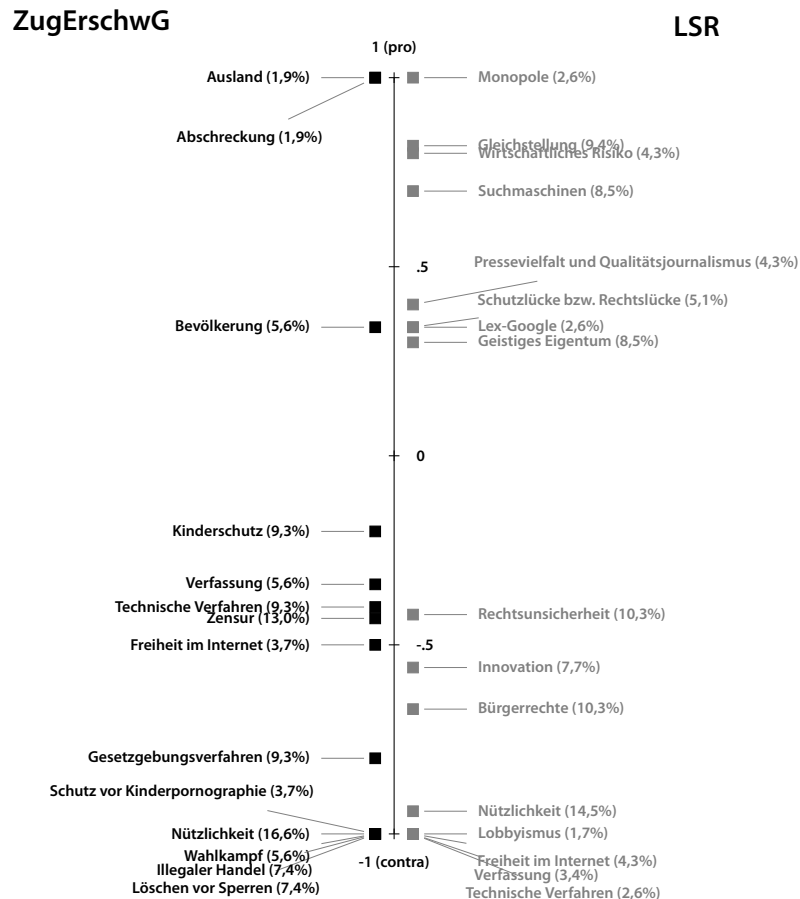 ZugErschwG
LSR
1 (pro)
Ausland (1,9%)
Monopole (2,6%)
Abschreckung (1,9%)
Gleichstellung (9,4%)
Wirtschaftliches Risiko (4,3%)
Suchmaschinen (8,5%)
.5
Pressevielfalt und Qualitätsjournalismus (4,3%)
Schutzlücke bzw. Rechtslücke (5,1%)
Bevölkerung (5,6%)
Lex-Google (2,6%)
Geistiges Eigentum (8,5%)
0
Kinderschutz (9,3%)
Verfassung (5,6%)
Technische Verfahren (9,3%)
Rechtsunsicherheit (10,3%)
Zensur (13,0%)
Freiheit im Internet (3,7%)
-.5
Innovation (7,7%)
Bürgerrechte (10,3%)
Gesetzgebungsverfahren (9,3%)
Schutz vor Kinderpornographie (3,7%)
Nützlichkeit (14,5%)
Nützlichkeit (16,6%)
Lobbyismus (1,7%)
Wahlkampf (5,6%)
-1 (contra)
Freiheit im Internet (4,3%)
Illegaler Handel (7,4%)
Verfassung (3,4%)
Löschen vor Sperren (7,4%)
Technische Verfahren (2,6%)